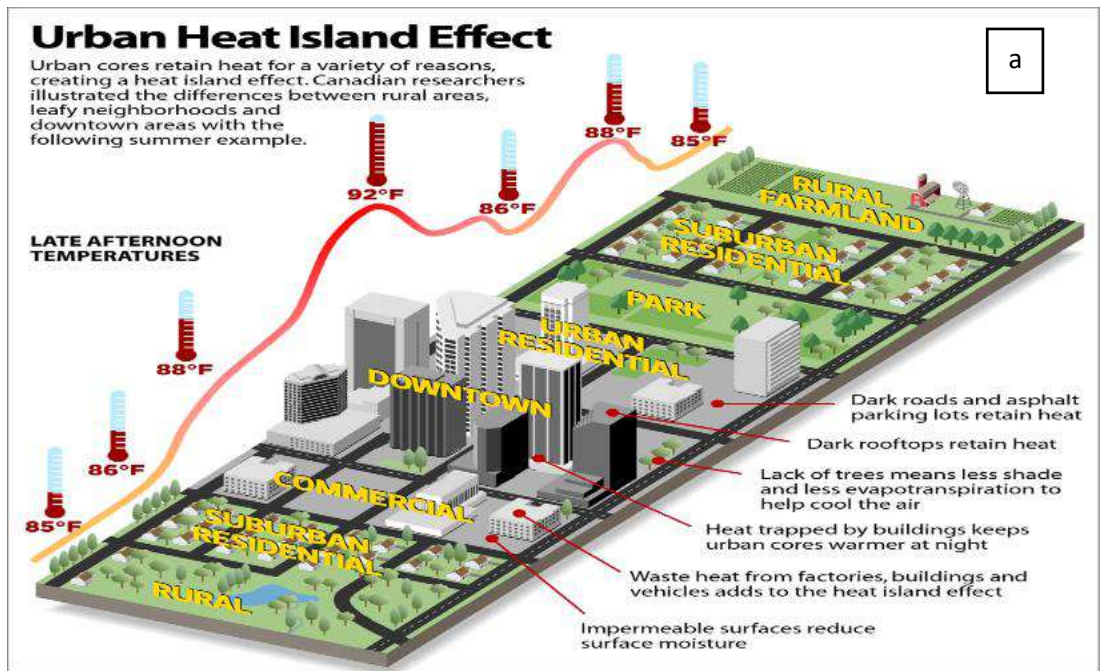 Urban Heat Island Effect
Urban cores retain heat for a variety of reasons,
creating a heat island effect. Canadian researchers
illustrated the differences between rural areas,
leafy neighborhoods and
downtown areas with the
following summer example.
a
88°F
85°F
92°F
86°F
LATE AFTERNOON
TEMPERATURES
88°F
86°F
85°F
RURAL
FARMLAND
SUBURBAN
RESIDENTIAL
PARK
URBAN
RESIDENTIAL
DOWNTOWN
COMMERCIAL
SUBURBAN
RESIDENTIAL
RURAL
Dark roads and asphalt
parking lots retain heat
Dark rooftops retain heat
Lack of trees means less shade
and less evapotranspiration to
help cool the air
Heat trapped by buildings keeps
urban cores warmer at night
Waste heat from factories, buildings and
vehicles adds to the heat island effect
Impermeable surfaces reduce
surface moisture